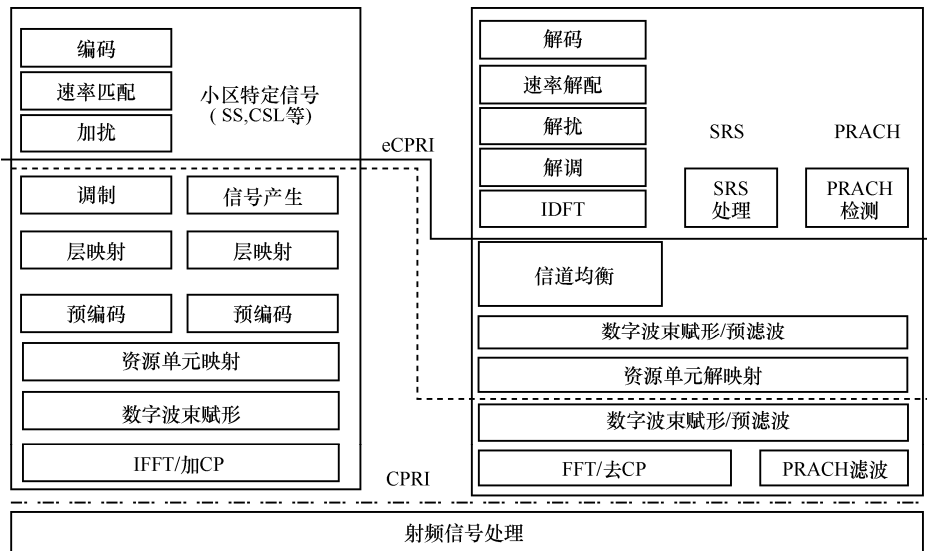 编码
速率匹配
加扰
小区特定信号
( SS,CSL等)
eCPRI
调制
信号产生
层映射
层映射
预编码
预编码
资源单元映射
数字波束赋形
IFFT/加CP
CPRI
解码
速率解配
解扰
解调
IDFT
SRS
PRACH
SRS
处理
PRACH
检测
信道均衡
数字波束赋形/预滤波
资源单元解映射
数字波束赋形/预滤波
FFT/去CP
PRACH滤波
射频信号处理